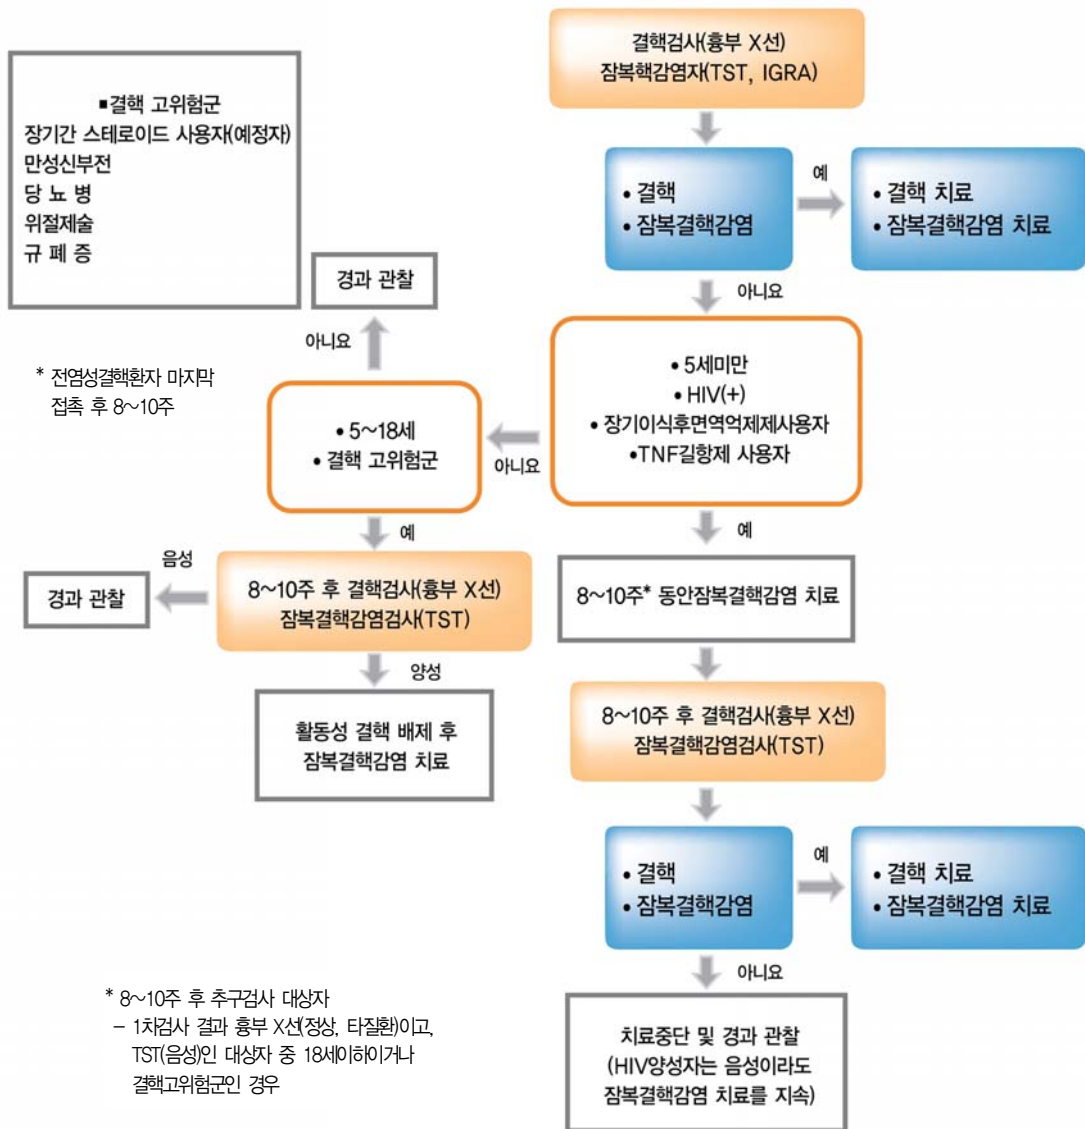 결핵검사(흉부 X선)
잠복핵감염자(TST, IGRA)
▪결핵 고위험군
장기간 스테로이드 사용자(예정자)
만성신부전
당 뇨 병
위절제술
규 폐 증
• 결핵
• 잠복결핵감염
예
• 결핵 치료
• 잠복결핵감염 치료
아니요
경과 관찰
아니요
• 5세미만
• HIV(+)
• 장기이식후면역억제제사용자
•TNF길항제 사용자
* 전염성결핵환자 마지막
접촉 후 8~10주
• 5~18세
• 결핵 고위험군
아니요
예
예
음성
경과 관찰
8~10주 후 결핵검사(흉부 X선)
잠복결핵감염검사(TST)
8~10주* 동안잠복결핵감염 치료
양성
활동성 결핵 배제 후
잠복결핵감염 치료
8~10주 후 결핵검사(흉부 X선)
잠복결핵감염검사(TST)
• 결핵
• 잠복결핵감염
예
• 결핵 치료
• 잠복결핵감염 치료
아니요
* 8~10주 후 추구검사 대상자
– 1차검사 결과 흉부 X선(정상, 타질환)이고,
TST(음성)인 대상자 중 18세이하이거나
결핵고위험군인 경우
치료중단 및 경과 관찰
(HIV양성자는 음성이라도
잠복결핵감염 치료를 지속)